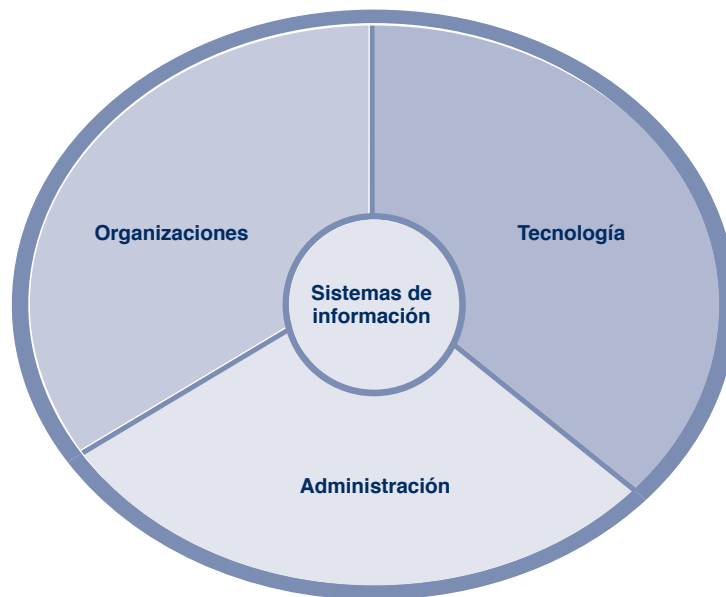 Organizaciones
Tecnología
Sistemas de
información
Administración